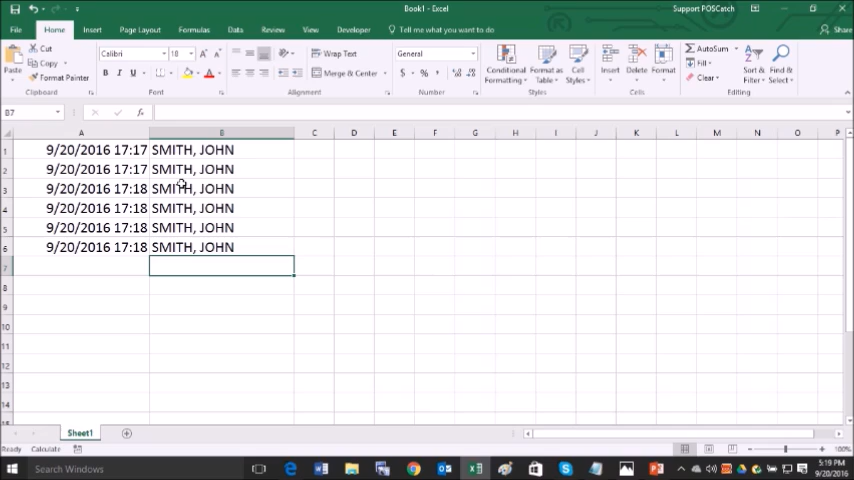 Book1 - Excel
Support POSCatch
File Home Insert Page Layout Formulas Data Review View Developer Tell me what you want to do Share
Paste
Cut
Copy
Format Painter
Calibri 18
B I U
Wrap Text
Merge & Center
General
$ %
Conditional Formatting
Format as Table
Cell Styles
Insert
Delete
Format
AutoSum
Fill
Clear
Sort & Filter
Find & Select
Clipboard Font Alignment Number Styles Cells Editing
B7 fx
A B C D E F G H I J K L M N O P
1 9/20/2016 17:17 SMITH, JOHN
2 9/20/2016 17:17 SMITH, JOHN
3 9/20/2016 17:18 SMITH, JOHN
4 9/20/2016 17:18 SMITH, JOHN
5 9/20/2016 17:18 SMITH, JOHN
6 9/20/2016 17:18 SMITH, JOHN
7
8
9
10
11
12
13
14
15
Sheet1
Ready Calculate 100%
Search Windows
5:19 PM
9/20/2016